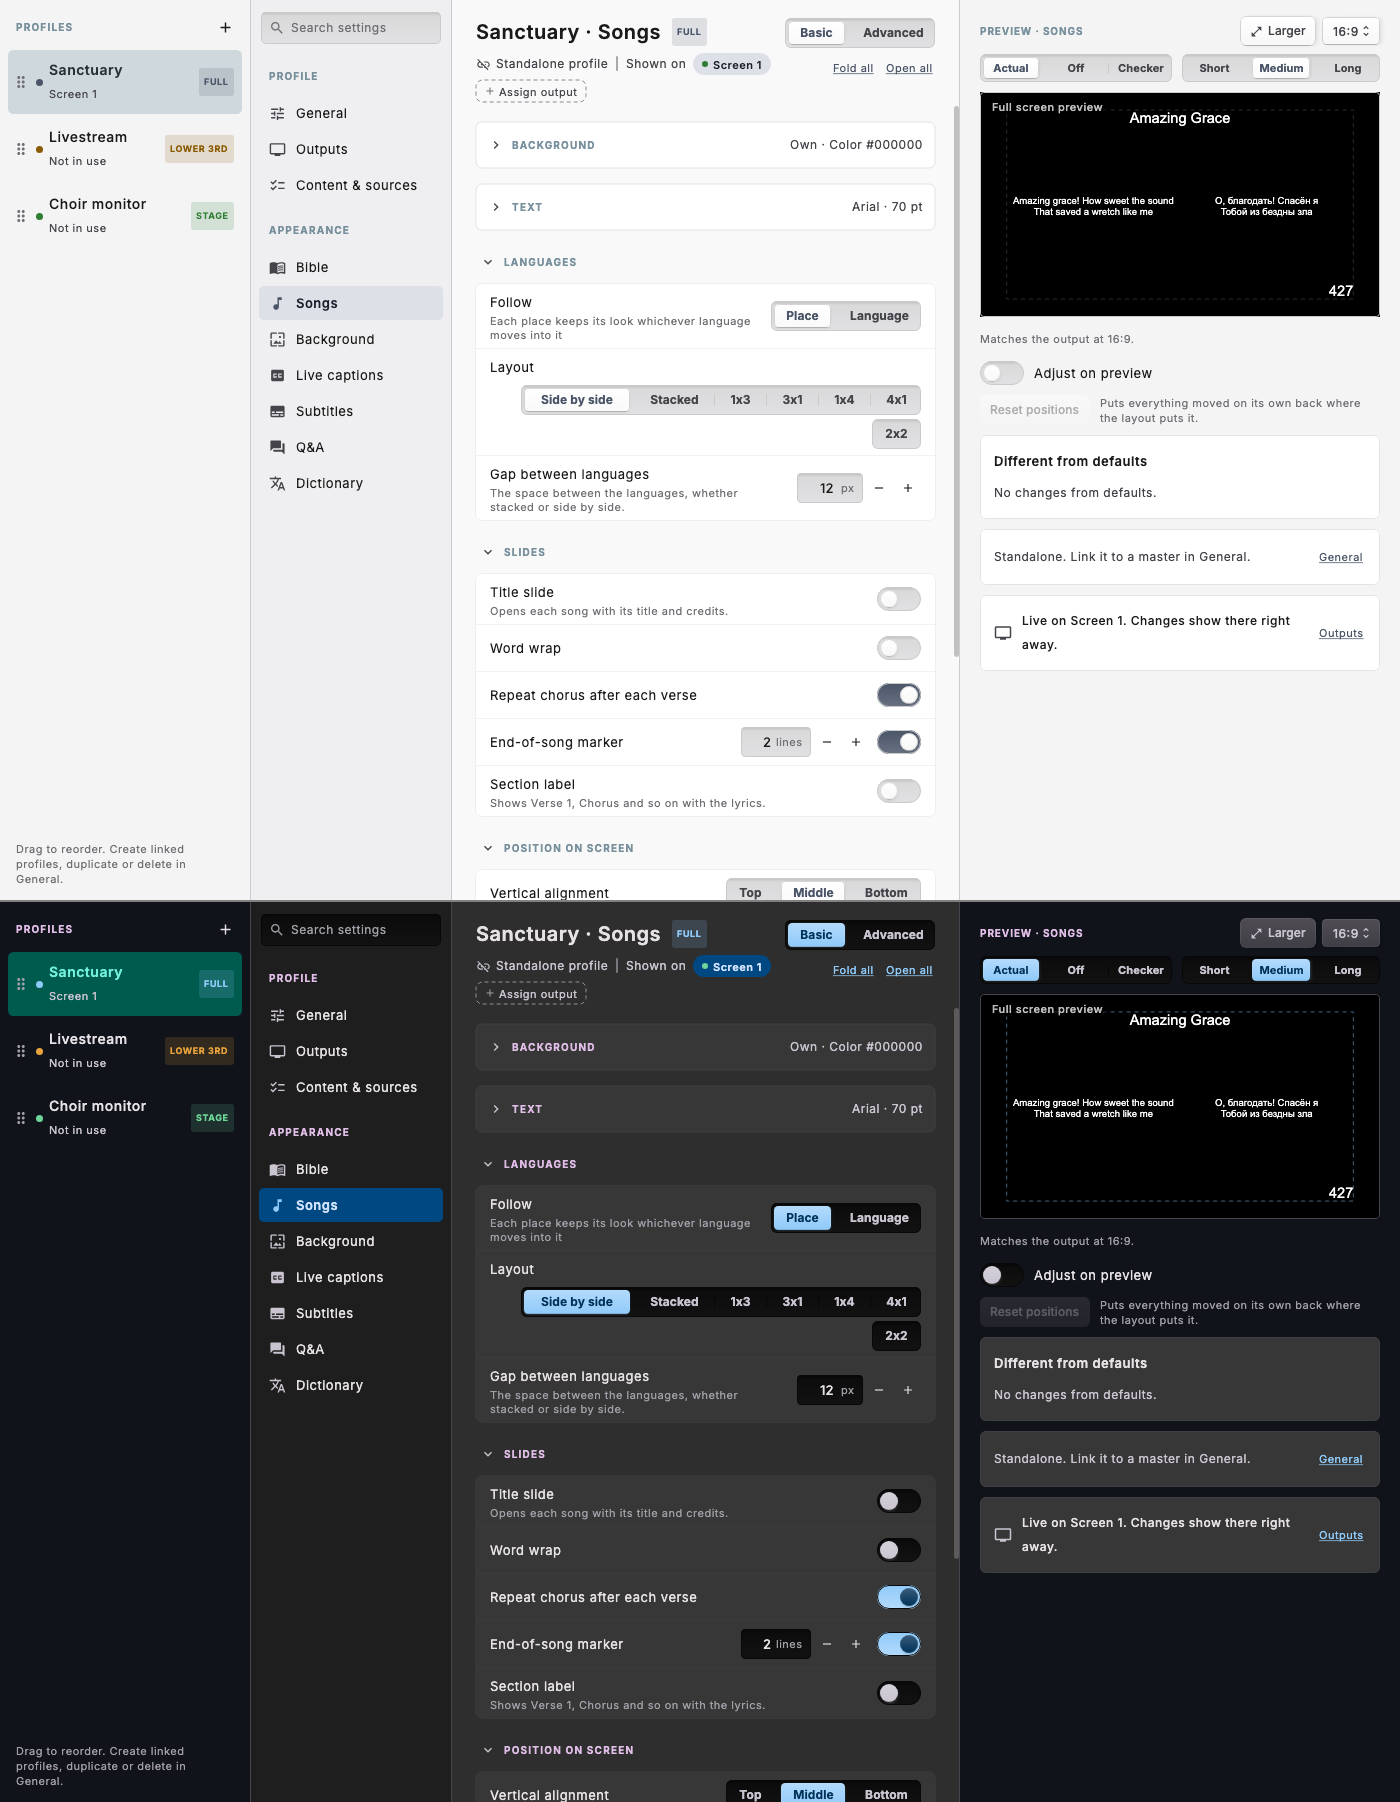 PROFILES
Sanctuary
Screen 1
FULL
Livestream
Not in use
LOWER 3RD
Choir monitor
Not in use
STAGE
Drag to reorder. Create linked
profiles, duplicate or delete in
General.
Search settings
PROFILE
General
Outputs
Content & sources
APPEARANCE
Bible
Songs
Background
Live captions
Subtitles
Q&A
Dictionary
Sanctuary · Songs FULL
Basic Advanced
Standalone profile | Shown on Screen 1
Fold all Open all
+ Assign output
BACKGROUND Own · Color #000000
TEXT Arial · 70 pt
LANGUAGES
Follow
Each place keeps its look whichever language
moves into it
Place Language
Layout
Side by side Stacked 1x3 3x1 1x4 4x1
2x2
Gap between languages
The space between the languages, whether
stacked or side by side.
12 px − +
SLIDES
Title slide
Opens each song with its title and credits.
Word wrap
Repeat chorus after each verse
End-of-song marker 2 lines − +
Section label
Shows Verse 1, Chorus and so on with the lyrics.
POSITION ON SCREEN
Vertical alignment Top Middle Bottom
PREVIEW · SONGS Larger 16:9
Actual Off Checker Short Medium Long
Full screen preview
Amazing Grace
Amazing grace! How sweet the sound
That saved a wretch like me
О, благодать! Спасён я
Тобой из бездны зла
427
Matches the output at 16:9.
Adjust on preview
Reset positions
Puts everything moved on its own back where
the layout puts it.
Different from defaults
No changes from defaults.
Standalone. Link it to a master in General. General
Live on Screen 1. Changes show there right
away.
Outputs
PROFILES
Sanctuary
Screen 1
FULL
Livestream
Not in use
LOWER 3RD
Choir monitor
Not in use
STAGE
Drag to reorder. Create linked
profiles, duplicate or delete in
General.
Search settings
PROFILE
General
Outputs
Content & sources
APPEARANCE
Bible
Songs
Background
Live captions
Subtitles
Q&A
Dictionary
Sanctuary · Songs FULL
Basic Advanced
Standalone profile | Shown on Screen 1
Fold all Open all
+ Assign output
BACKGROUND Own · Color #000000
TEXT Arial · 70 pt
LANGUAGES
Follow
Each place keeps its look whichever language
moves into it
Place Language
Layout
Side by side Stacked 1x3 3x1 1x4 4x1
2x2
Gap between languages
The space between the languages, whether
stacked or side by side.
12 px − +
SLIDES
Title slide
Opens each song with its title and credits.
Word wrap
Repeat chorus after each verse
End-of-song marker 2 lines − +
Section label
Shows Verse 1, Chorus and so on with the lyrics.
POSITION ON SCREEN
Vertical alignment Top Middle Bottom
PREVIEW · SONGS Larger 16:9
Actual Off Checker Short Medium Long
Full screen preview
Amazing Grace
Amazing grace! How sweet the sound
That saved a wretch like me
О, благодать! Спасён я
Тобой из бездны зла
427
Matches the output at 16:9.
Adjust on preview
Reset positions
Puts everything moved on its own back where
the layout puts it.
Different from defaults
No changes from defaults.
Standalone. Link it to a master in General. General
Live on Screen 1. Changes show there right
away.
Outputs